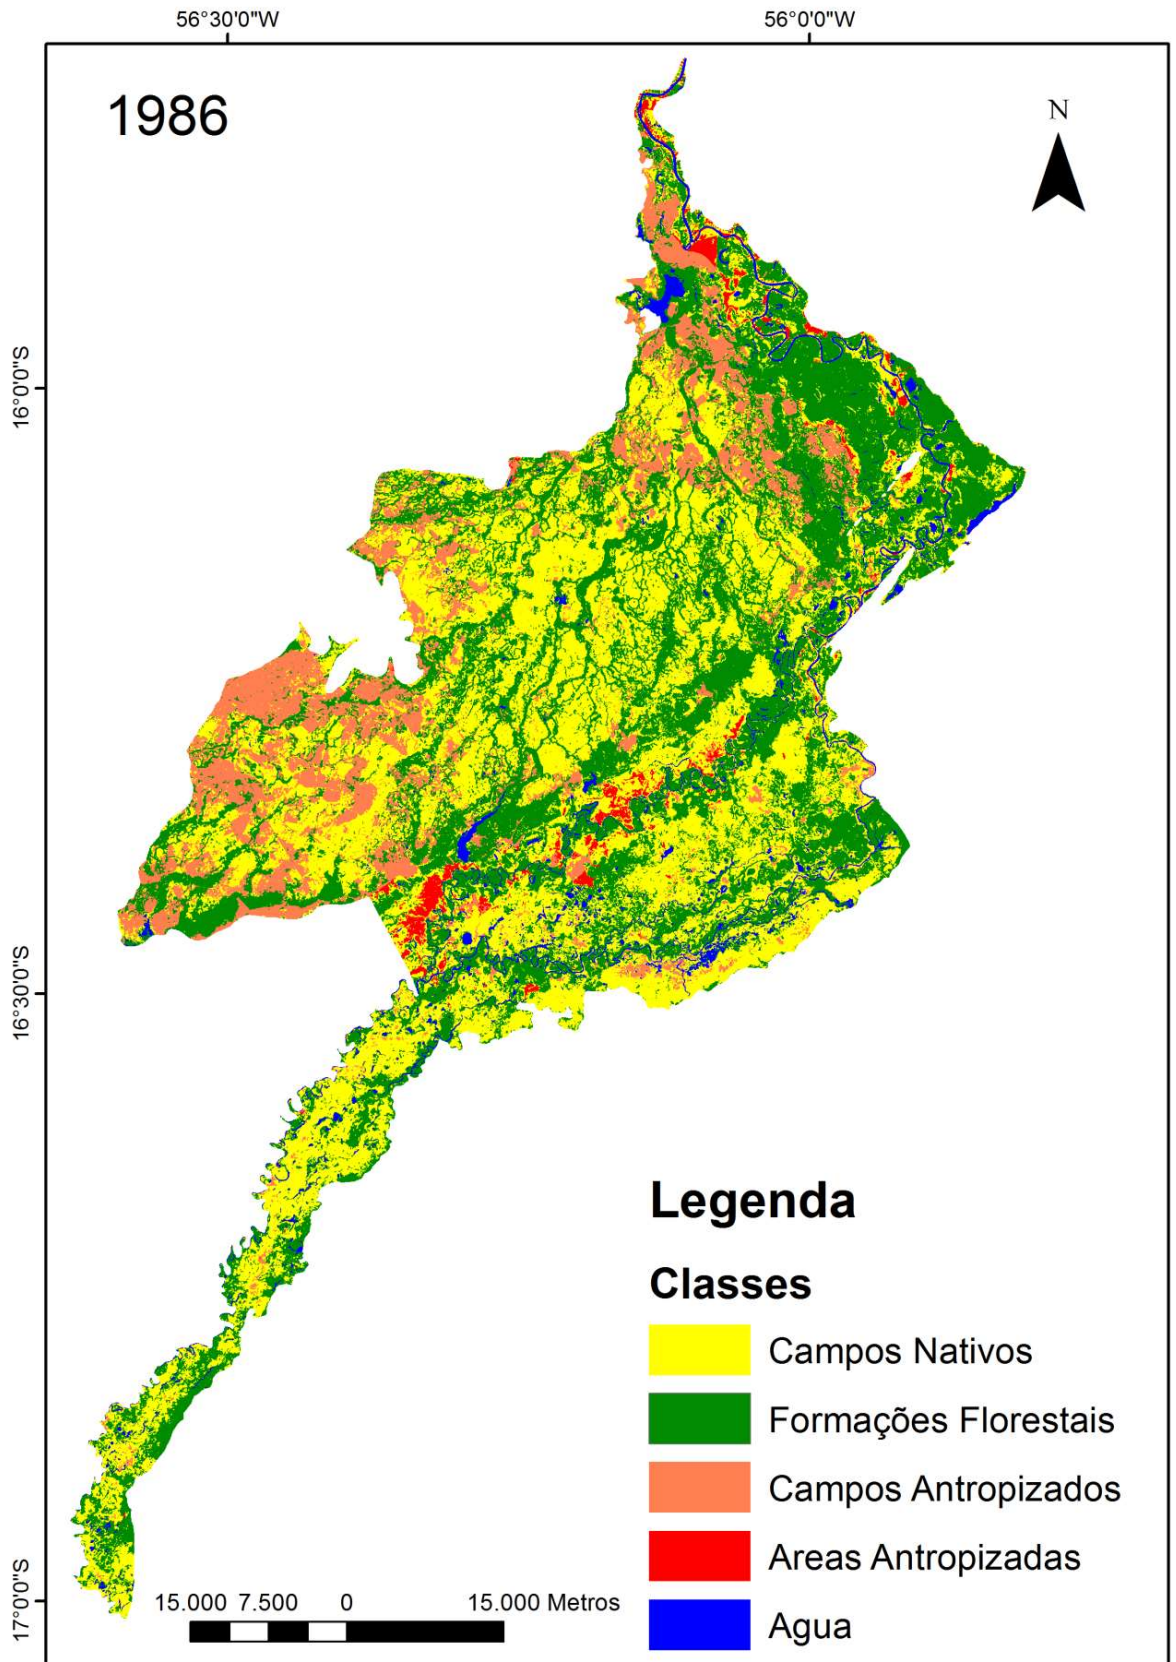 56°30'0"W
56°0'0"W
1986
N
16°0'0"S
16°30'0"S
17°0'0"S
Legenda
Classes
Campos Nativos
Formações Florestais
Campos Antropizados
Areas Antropizadas
Agua
15.000 7.500 0 15.000 Metros